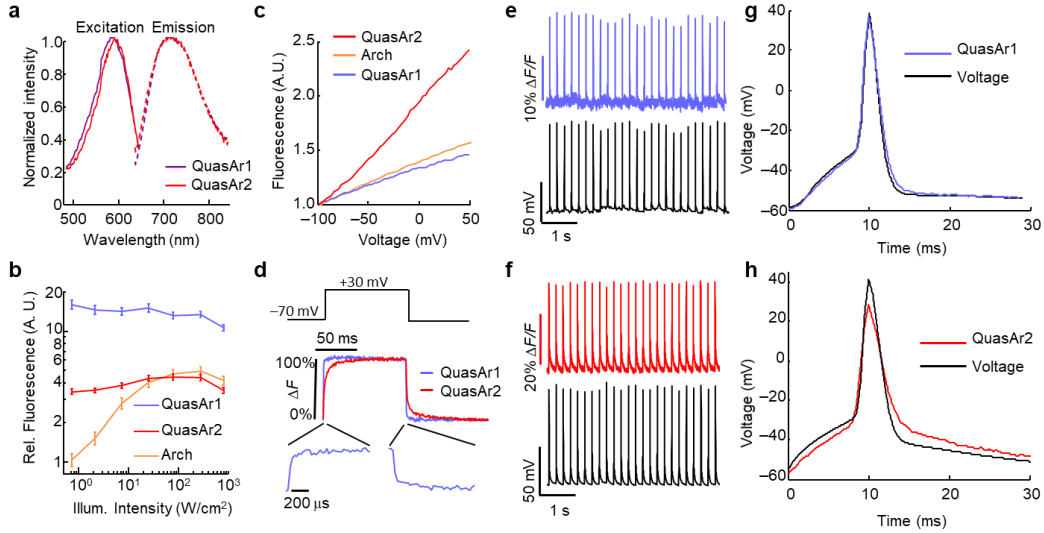 a
Excitation Emission
Normalized intensity
1.0
0.8
0.6
0.4
0.2
0
500 600 700 800
Wavelength (nm)
QuasAr1
QuasAr2
b
Rel. Fluorescence (A. U.)
20
10
4
2
1
10⁰ 10¹ 10² 10³
Illum. Intensity (W/cm²)
QuasAr1
QuasAr2
Arch
c
Fluorescence (A.U.)
2.5
2.0
1.5
1.0
−100 −50 0 50
Voltage (mV)
QuasAr2
Arch
QuasAr1
d
+30 mV
−70 mV
50 ms
100%
ΔF
0%
QuasAr1
QuasAr2
200 µs
e
10% ΔF/F
50 mV
1 s
f
20% ΔF/F
50 mV
1 s
g
Voltage (mV)
40
20
0
−20
−40
−60
0 10 20 30
Time (ms)
QuasAr1
Voltage
h
Voltage (mV)
40
20
0
−20
−40
−60
0 10 20 30
Time (ms)
QuasAr2
Voltage